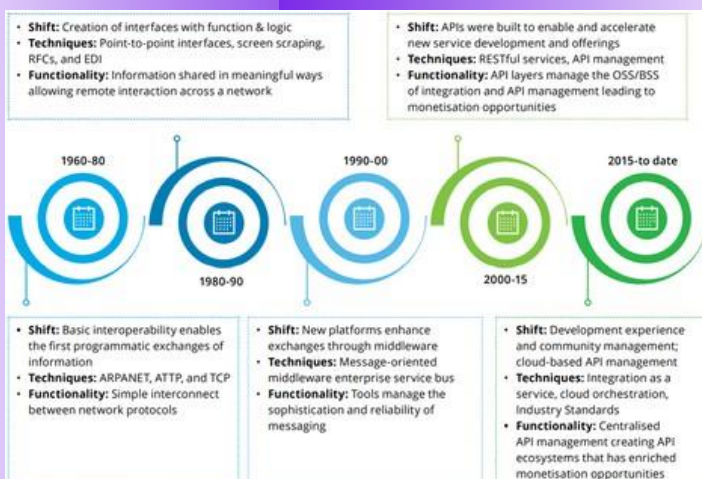 • Shift: Creation of interfaces with function & logic
• Techniques: Point-to-point interfaces, screen scraping,
RFCs, and EDI
• Functionality: Information shared in meaningful ways
allowing remote interaction across a network
• Shift: APIs were built to enable and accelerate
new service development and offerings
• Techniques: RESTful services, API management
• Functionality: API layers manage the OSS/BSS
of integration and API management leading to
monetisation opportunities
1960-80
1980-90
1990-00
2000-15
2015-to date
• Shift: Basic interoperability enables
the first programmatic exchanges of
information
• Techniques: ARPANET, ATTP, and TCP
• Functionality: Simple interconnect
between network protocols
• Shift: New platforms enhance
exchanges through middleware
• Techniques: Message-oriented
middleware enterprise service bus
• Functionality: Tools manage the
sophistication and reliability of
messaging
• Shift: Development experience
and community management;
cloud-based API management
• Techniques: Integration as a
service, cloud orchestration,
Industry Standards
• Functionality: Centralised
API management creating API
ecosystems that has enriched
monetisation opportunities